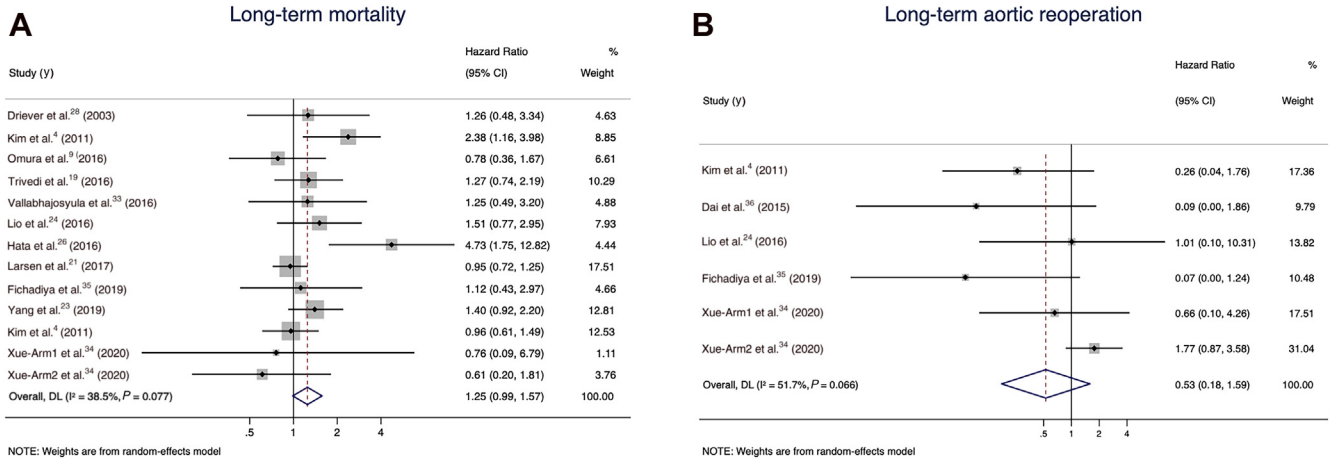 A
Long-term mortality
Hazard Ratio %
Study (y) (95% CI) Weight
Driever et al.28 (2003) 1.26 (0.48, 3.34) 4.63
Kim et al.4 (2011) 2.38 (1.16, 3.98) 8.85
Omura et al.9 (2016) 0.78 (0.36, 1.67) 6.61
Trivedi et al.19 (2016) 1.27 (0.74, 2.19) 10.29
Vallabhajosyula et al.33 (2016) 1.25 (0.49, 3.20) 4.88
Lio et al.24 (2016) 1.51 (0.77, 2.95) 7.93
Hata et al.26 (2016) 4.73 (1.75, 12.82) 4.44
Larsen et al.21 (2017) 0.95 (0.72, 1.25) 17.51
Fichadiya et al.35 (2019) 1.12 (0.43, 2.97) 4.66
Yang et al.23 (2019) 1.40 (0.92, 2.20) 12.81
Kim et al.4 (2011) 0.96 (0.61, 1.49) 12.53
Xue-Arm1 et al.34 (2020) 0.76 (0.09, 6.79) 1.11
Xue-Arm2 et al.34 (2020) 0.61 (0.20, 1.81) 3.76
Overall, DL (I² = 38.5%, P = 0.077) 1.25 (0.99, 1.57) 100.00
.5 1 2 4
NOTE: Weights are from random-effects model
B
Long-term aortic reoperation
Hazard Ratio %
Study (y) (95% CI) Weight
Kim et al.4 (2011) 0.26 (0.04, 1.76) 17.36
Dai et al.36 (2015) 0.09 (0.00, 1.86) 9.79
Lio et al.24 (2016) 1.01 (0.10, 10.31) 13.82
Fichadiya et al.35 (2019) 0.07 (0.00, 1.24) 10.48
Xue-Arm1 et al.34 (2020) 0.66 (0.10, 4.26) 17.51
Xue-Arm2 et al.34 (2020) 1.77 (0.87, 3.58) 31.04
Overall, DL (I² = 51.7%, P = 0.066) 0.53 (0.18, 1.59) 100.00
.5 1 2 4
NOTE: Weights are from random-effects model